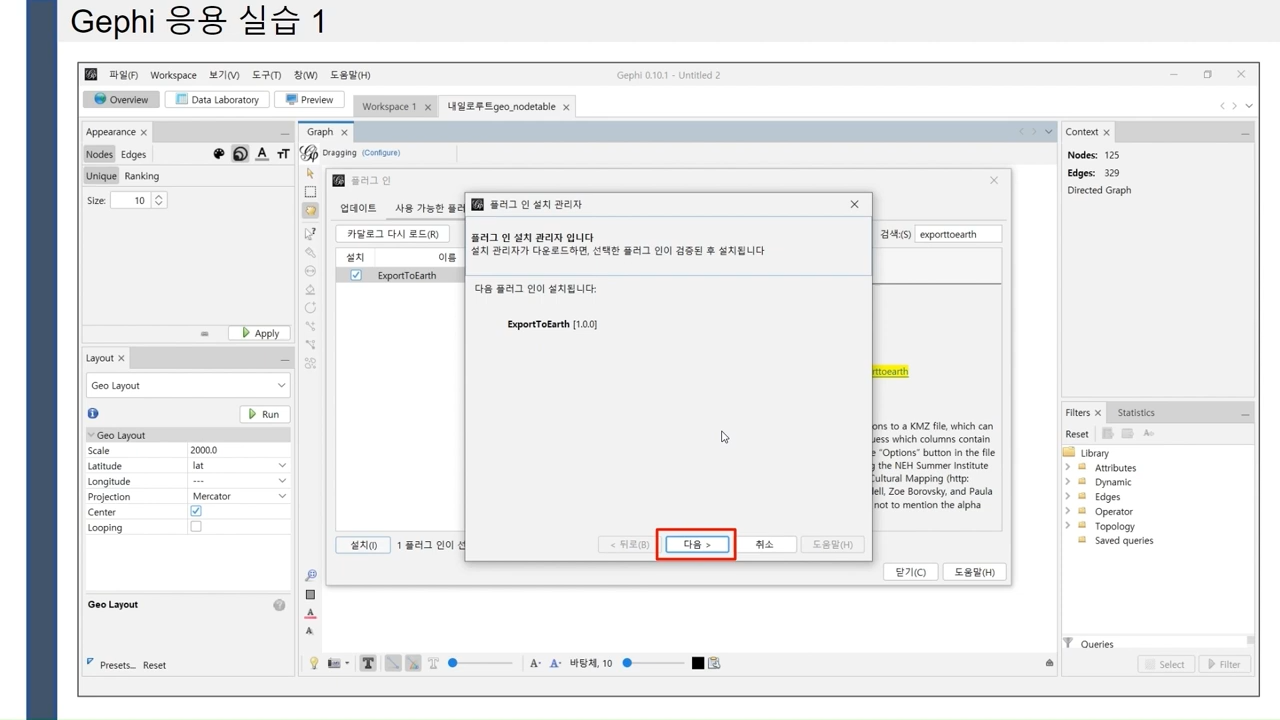 Gephi 응용 실습 1
파일(F) Workspace 보기(V) 도구(T) 창(W) 도움말(H)
Gephi 0.10.1 - Untitled 2
Overview Data Laboratory Preview
Workspace 1 내일로루트geo_nodetable
Appearance
Nodes Edges
Unique Ranking
Size: 10
Apply
Layout
Geo Layout
Run
Geo Layout
Scale 2000.0
Latitude lat
Longitude ---
Projection Mercator
Center
Looping
Geo Layout
Presets... Reset
Graph
Dragging (Configure)
플러그 인
업데이트 사용 가능한 플러
카달로그 다시 로드(R)
검색:(S) exporttoearth
설치 이름
ExportToEarth
rttoearth
ons to a KMZ file, which can
uess which columns contain
e "Options" button in the file
g the NEH Summer Institute
Cultural Mapping (http:
dell, Zoe Borovsky, and Paula
not to mention the alpha
설치(I) 1 플러그 인이 선
닫기(C) 도움말(H)
플러그 인 설치 관리자
플러그 인 설치 관리자 입니다
설치 관리자가 다운로드하면, 선택한 플러그 인이 검증된 후 설치됩니다
다음 플러그 인이 설치됩니다:
ExportToEarth [1.0.0]
< 뒤로(B) 다음 > 취소 도움말(H)
바탕체, 10
Context
Nodes: 125
Edges: 329
Directed Graph
Filters Statistics
Reset
Library
Attributes
Dynamic
Edges
Operator
Topology
Saved queries
Queries
Select Filter